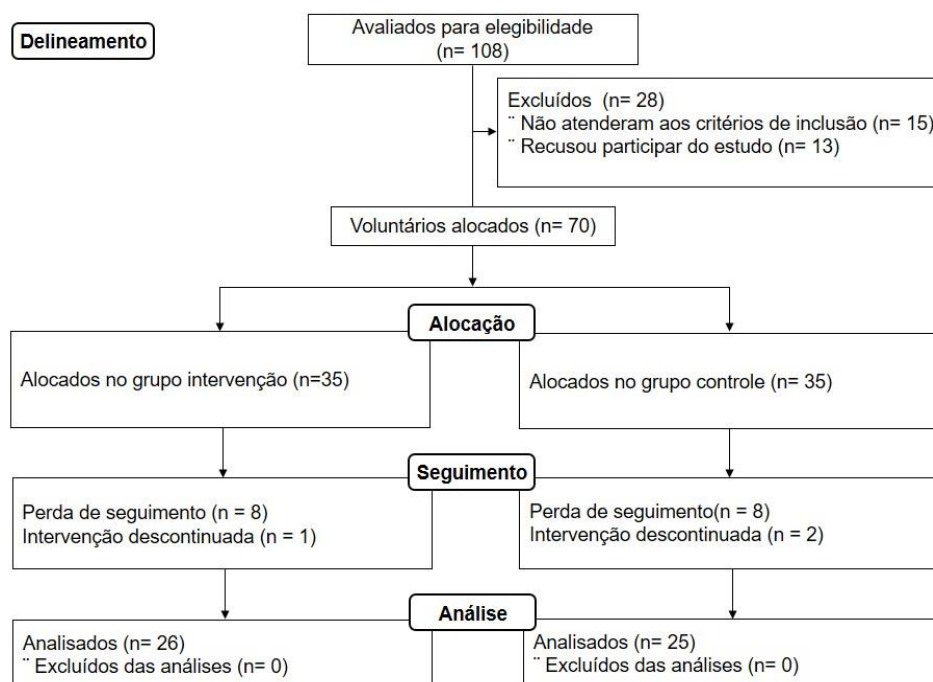 Delineamento
Avaliados para elegibilidade
(n= 108)
Excluídos (n= 28)
¨ Não atenderam aos critérios de inclusão (n= 15)
¨ Recusou participar do estudo (n= 13)
Voluntários alocados (n= 70)
Alocação
Alocados no grupo intervenção (n=35)
Alocados no grupo controle (n= 35)
Seguimento
Perda de seguimento (n = 8)
Intervenção descontinuada (n = 1)
Perda de seguimento(n = 8)
Intervenção descontinuada (n = 2)
Análise
Analisados (n= 26)
¨ Excluídos das análises (n= 0)
Analisados (n= 25)
¨ Excluídos das análises (n= 0)